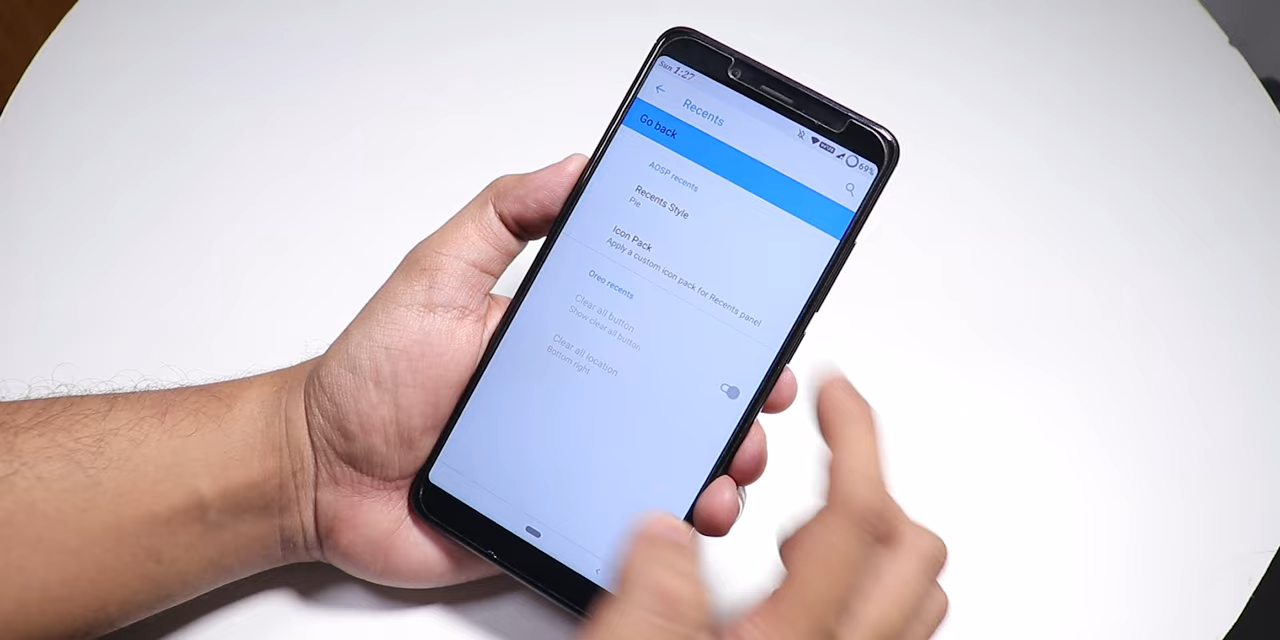 Sun 1:27
69%
Recents
Go back
AOSP recents
Recents Style
Pie
Icon Pack
Apply a custom icon pack for Recents panel
Oreo recents
Clear all button
Show clear all button
Clear all location
Bottom right